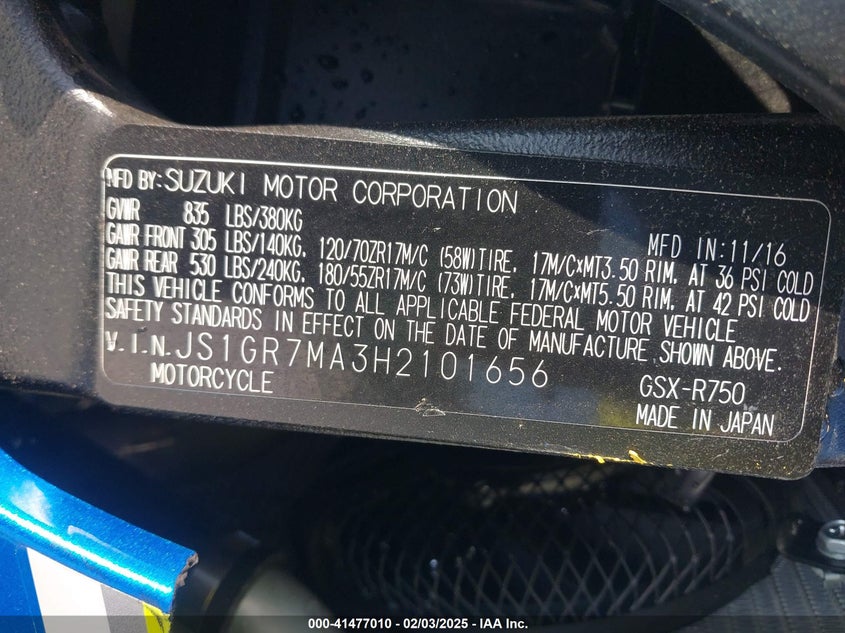 MFD BY: SUZUKI MOTOR CORPORATION
GVWR 835 LBS/380KG MFD IN: 11/16
GAWR FRONT 305 LBS/140KG, 120/70ZR17M/C (58W)TIRE, 17M/C×MT3.50 RIM, AT 36 PSI COLD
GAWR REAR 530 LBS/240KG, 180/55ZR17M/C (73W)TIRE, 17M/C×MT5.50 RIM, AT 42 PSI COLD
THIS VEHICLE CONFORMS TO ALL APPLICABLE FEDERAL MOTOR VEHICLE
SAFETY STANDARDS IN EFFECT ON THE DATE OF MANUFACTURE SHOWN ABOVE.
V.I.N. JS1GR7MA3H2101656
MOTORCYCLE GSX-R750
MADE IN JAPAN
000-41477010 - 02/03/2025 - IAA Inc.